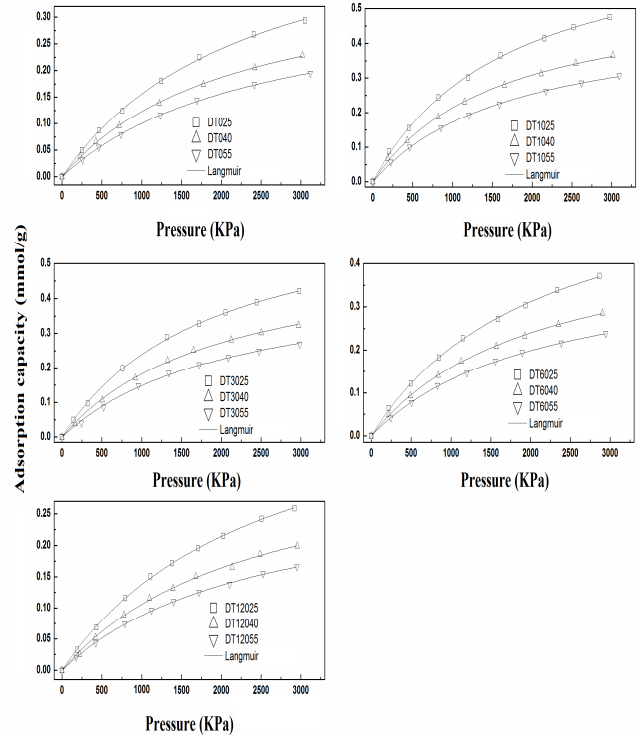 Adsorption capacity (mmol/g)
0.30
0.25
0.20
0.15
0.10
0.05
0.00
DT025
DT040
DT055
Langmuir
0 500 1000 1500 2000 2500 3000
Pressure (KPa)
0.5
0.4
0.3
0.2
0.1
0.0
DT1025
DT1040
DT1055
Langmuir
0 500 1000 1500 2000 2500 3000
Pressure (KPa)
0.5
0.4
0.3
0.2
0.1
0.0
DT3025
DT3040
DT3055
Langmuir
0 500 1000 1500 2000 2500 3000
Pressure (KPa)
0.4
0.3
0.2
0.1
0.0
DT6025
DT6040
DT6055
Langmuir
0 500 1000 1500 2000 2500 3000
Pressure (KPa)
0.25
0.20
0.15
0.10
0.05
0.00
DT12025
DT12040
DT12055
Langmuir
0 500 1000 1500 2000 2500 3000
Pressure (KPa)